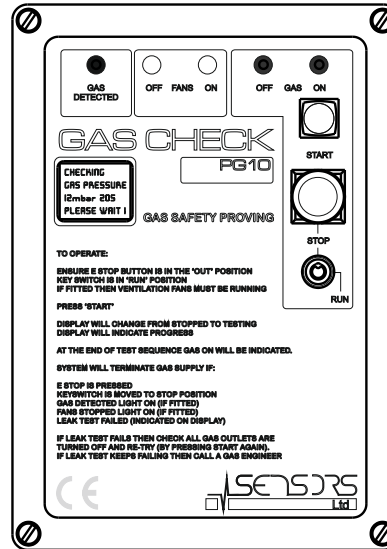 GAS
DETECTED
OFF FANS ON
OFF GAS ON
START
GAS CHECK
PG10
CHECKING
GAS PRESSURE
12mbar 20S
PLEASE WAIT !
GAS SAFETY PROVING
STOP
RUN
TO OPERATE:
ENSURE E STOP BUTTON IS IN THE "OUT" POSITION
KEY SWITCH IS IN "RUN" POSITION
IF FITTED THEN VENTILATION FANS MUST BE RUNNING
PRESS "START"
DISPLAY WILL CHANGE FROM STOPPED TO TESTING
DISPLAY WILL INDICATE PROGRESS
AT THE END OF TEST SEQUENCE GAS ON WILL BE INDICATED.
SYSTEM WILL TERMINATE GAS SUPPLY IF:
E STOP IS PRESSED
KEYSWITCH IS MOVED TO STOP POSITION
GAS DETECTED LIGHT ON (IF FITTED)
FANS STOPPED LIGHT ON (IF FITTED)
LEAK TEST FAILED (INDICATED ON DISPLAY)
IF LEAK TEST FAILS THEN CHECK ALL GAS OUTLETS ARE
TURNED OFF AND RE-TRY (BY PRESSING START AGAIN).
IF LEAK TEST KEEPS FAILING THEN CALL A GAS ENGINEER
CE
SENSORS
Ltd